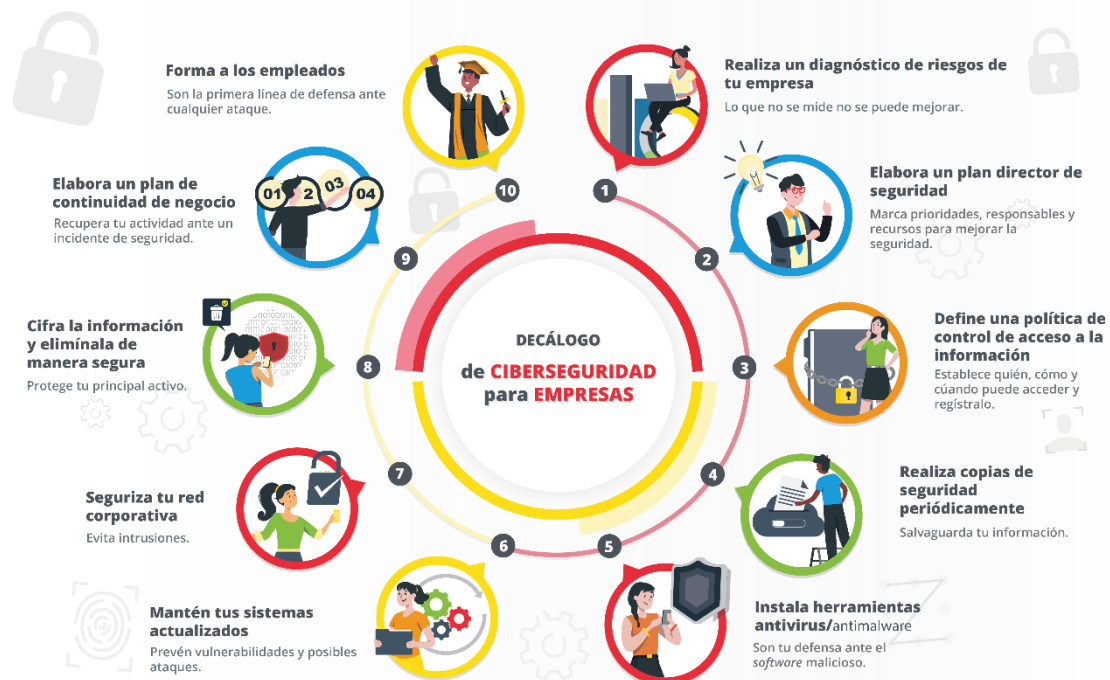 DECÁLOGO
de CIBERSEGURIDAD
para EMPRESAS
1
Realiza un diagnóstico de riesgos de
tu empresa
Lo que no se mide no se puede mejorar.
2
Elabora un plan director de
seguridad
Marca prioridades, responsables y
recursos para mejorar la
seguridad.
3
Define una política de
control de acceso a la
información
Establece quién, cómo y
cúando puede acceder y
regístralo.
4
Realiza copias de
seguridad
periódicamente
Salvaguarda tu información.
5
Instala herramientas
antivirus/antimalware
Son tu defensa ante el
software malicioso.
6
Mantén tus sistemas
actualizados
Prevén vulnerabilidades y posibles
ataques.
7
Seguriza tu red
corporativa
Evita intrusiones.
8
Cifra la información
y elimínala de
manera segura
Protege tu principal activo.
9
Elabora un plan de
continuidad de negocio
Recupera tu actividad ante un
incidente de seguridad.
01 2 03 04
10
Forma a los empleados
Son la primera línea de defensa ante
cualquier ataque.